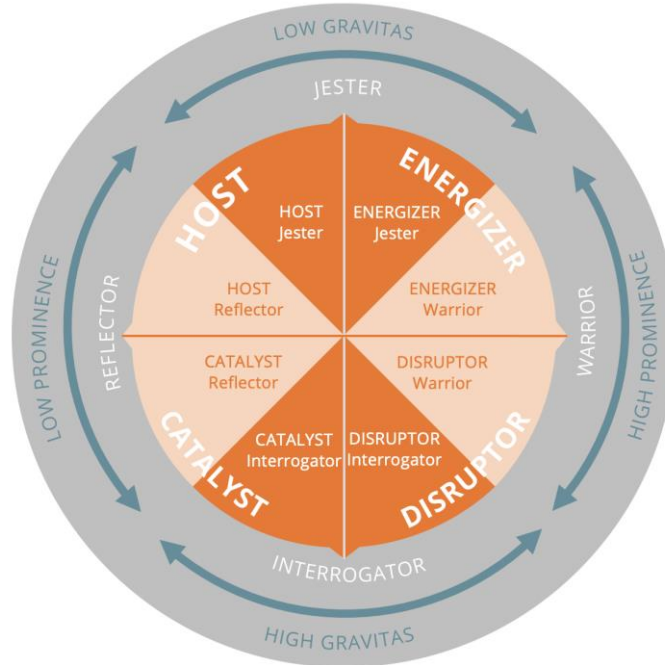 LOW GRAVITAS
JESTER
HOST
ENERGIZER
HOST
Jester
ENERGIZER
Jester
HOST
Reflector
ENERGIZER
Warrior
LOW PROMINENCE
REFLECTOR
WARRIOR
HIGH PROMINENCE
CATALYST
Reflector
DISRUPTOR
Warrior
CATALYST
Interrogator
DISRUPTOR
Interrogator
CATALYST
DISRUPTOR
INTERROGATOR
HIGH GRAVITAS